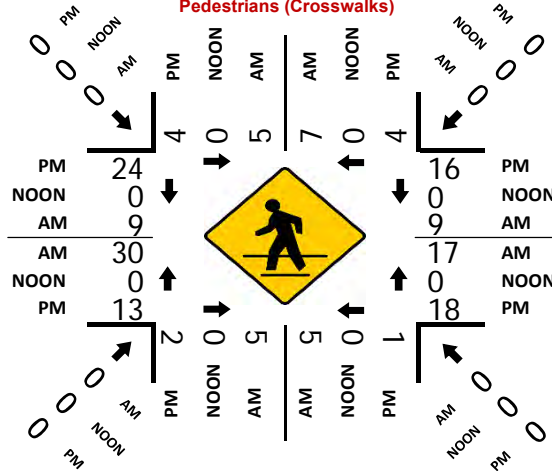 Pedestrians (Crosswalks)
0 PM
0 NOON
0 AM
PM NOON AM AM NOON PM
PM 0
NOON 0
AM 0
4 0 5 7 0 4
PM 24 16 PM
NOON 0 0 NOON
AM 9 9 AM
AM 30 17 AM
NOON 0 0 NOON
PM 13 18 PM
2 0 5 5 0 1
PM NOON AM AM NOON PM
0 AM
0 NOON
0 PM
AM 0
NOON 0
PM 0